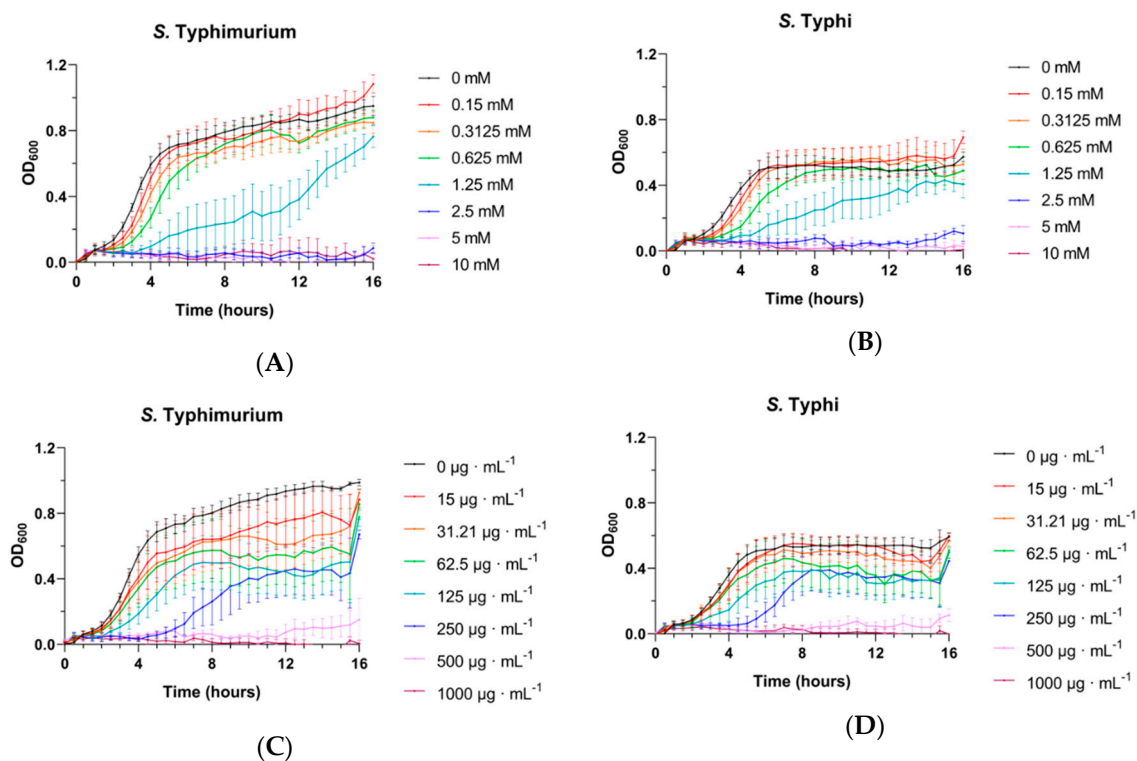 S. Typhimurium
1.2
0.8
0.4
0.0
OD600
0 4 8 12 16
Time (hours)
0 mM
0.15 mM
0.3125 mM
0.625 mM
1.25 mM
2.5 mM
5 mM
10 mM
(A)
S. Typhi
1.2
0.8
0.4
0.0
OD600
0 4 8 12 16
Time (hours)
0 mM
0.15 mM
0.3125 mM
0.625 mM
1.25 mM
2.5 mM
5 mM
10 mM
(B)
S. Typhimurium
1.2
0.8
0.4
0.0
OD600
0 4 8 12 16
Time (hours)
0 µg · mL-1
15 µg · mL-1
31.21 µg · mL-1
62.5 µg · mL-1
125 µg · mL-1
250 µg · mL-1
500 µg · mL-1
1000 µg · mL-1
(C)
S. Typhi
1.2
0.8
0.4
0.0
OD600
0 4 8 12 16
Time (hours)
0 µg · mL-1
15 µg · mL-1
31.21 µg · mL-1
62.5 µg · mL-1
125 µg · mL-1
250 µg · mL-1
500 µg · mL-1
1000 µg · mL-1
(D)